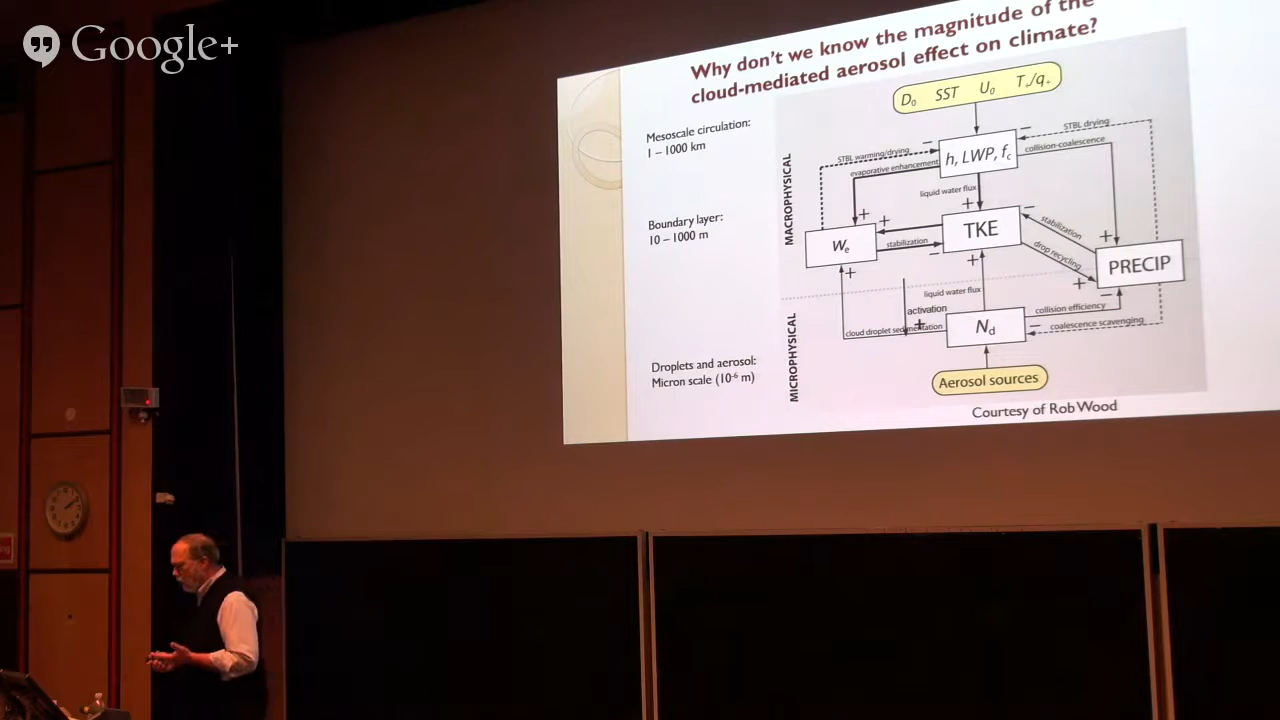 Google+
Why don't we know the magnitude of the
cloud-mediated aerosol effect on climate?
Mesoscale circulation:
1 – 1000 km
Boundary layer:
10 – 1000 m
Droplets and aerosol:
Micron scale (10⁻⁶ m)
MACROPHYSICAL
MICROPHYSICAL
D₀ SST U₀ T₊/q₊
STBL drying
−
−
h, LWP, f꜀
collision-coalescence
STBL warming/drying
evaporative enhancement
liquid water flux
+
+
+
−
TKE
stabilization
Wₑ
stabilization
−
drop recycling
+
PRECIP
+
+
+
−
liquid water flux
activation
+
cloud droplet sedimentation
N_d
collision efficiency
−
coalescence scavenging
Aerosol sources
Courtesy of Rob Wood